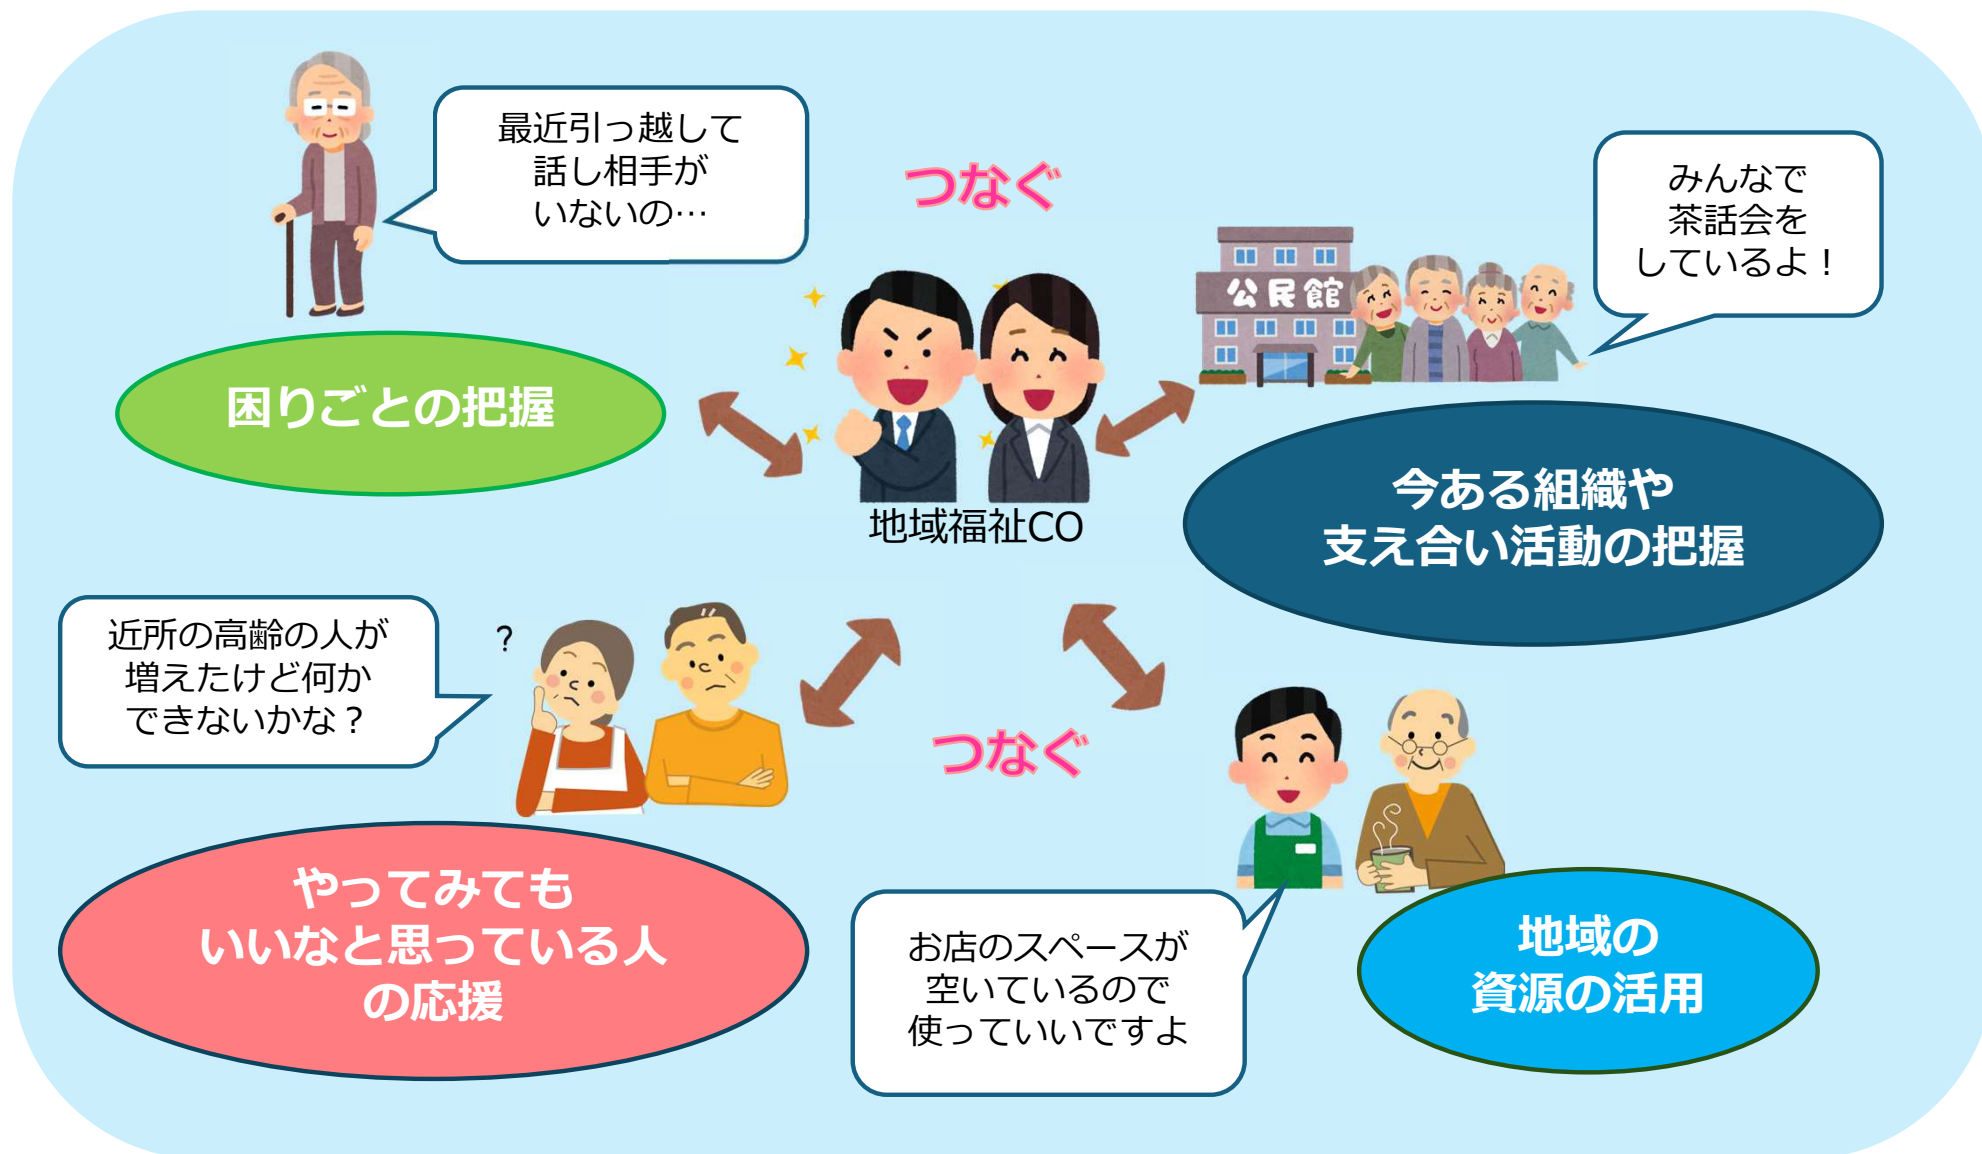 最近引っ越して
話し相手が
いないの…
つなぐ
みんなで
茶話会を
しているよ！
公民館
困りごとの把握
地域福祉CO
今ある組織や
支え合い活動の把握
近所の高齢の人が
増えたけど何か
できないかな？
?
つなぐ
やってみても
いいなと思っている人
の応援
お店のスペースが
空いているので
使っていいですよ
地域の
資源の活用